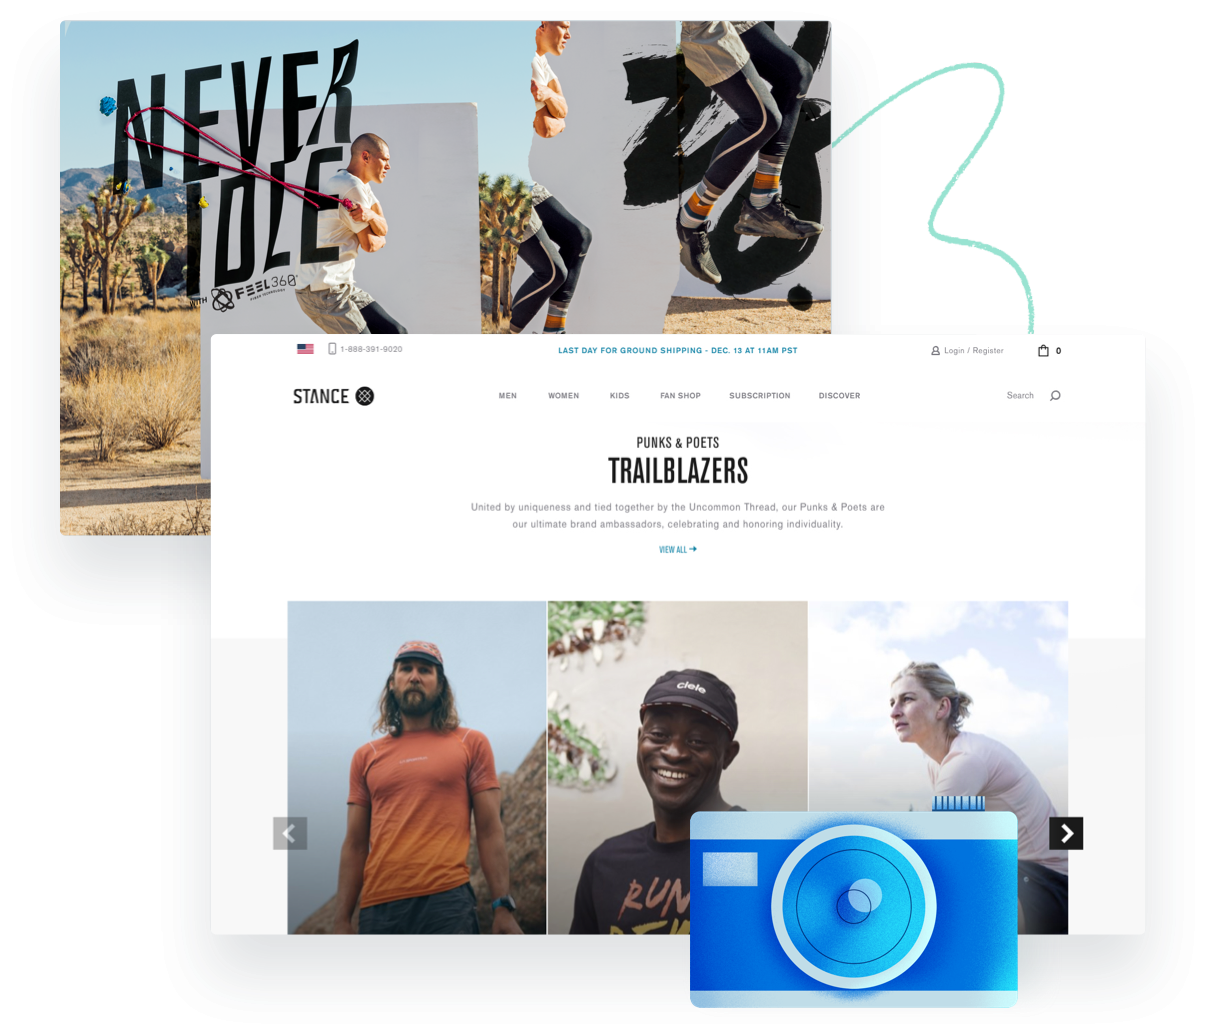 NEVER
IDLE
WITH FEEL360°
1-888-391-9020
LAST DAY FOR GROUND SHIPPING - DEC. 13 AT 11AM PST
Login / Register
0
STANCE
MEN WOMEN KIDS FAN SHOP SUBSCRIPTION DISCOVER
Search
PUNKS & POETS
TRAILBLAZERS
United by uniqueness and tied together by the Uncommon Thread, our Punks & Poets are
our ultimate brand ambassadors, celebrating and honoring individuality.
VIEW ALL
ciele
RUN